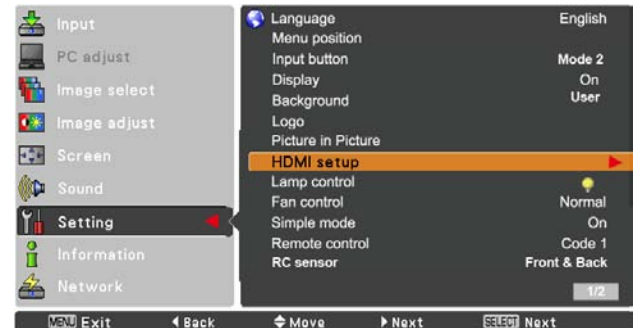 Input
PC adjust
Image select
Image adjust
Screen
Sound
Setting
Information
Network
Language English
Menu position
Input button Mode 2
Display On
Background User
Logo
Picture in Picture
HDMI setup
Lamp control
Fan control Normal
Simple mode On
Remote control Code 1
RC sensor Front & Back
1/2
MENU Exit Back Move Next SELECT Next